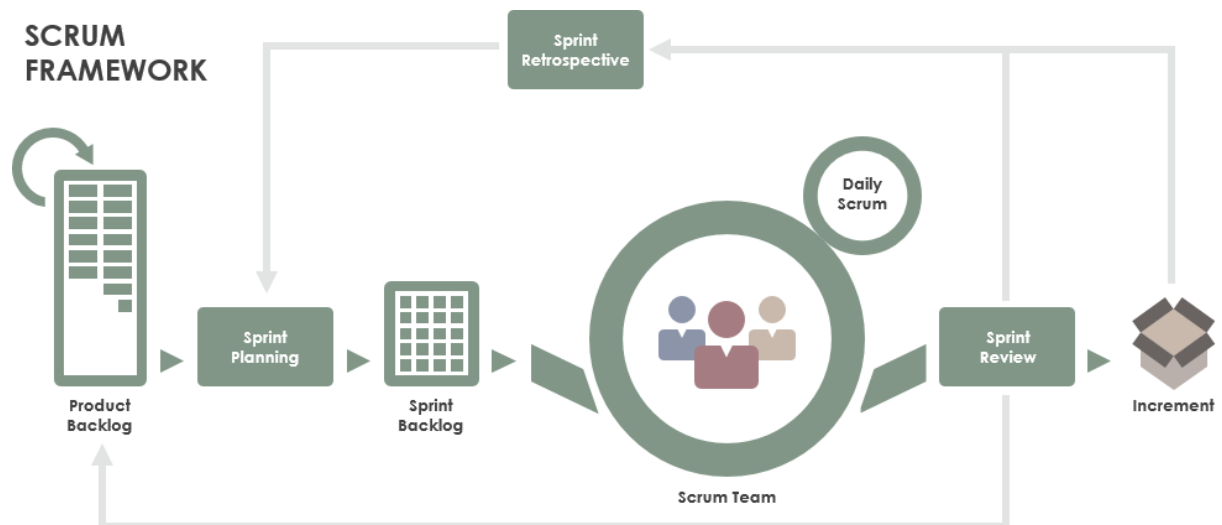 SCRUM
FRAMEWORK
Sprint
Retrospective
Daily
Scrum
Sprint
Planning
Sprint
Review
Product
Backlog
Sprint
Backlog
Increment
Scrum Team